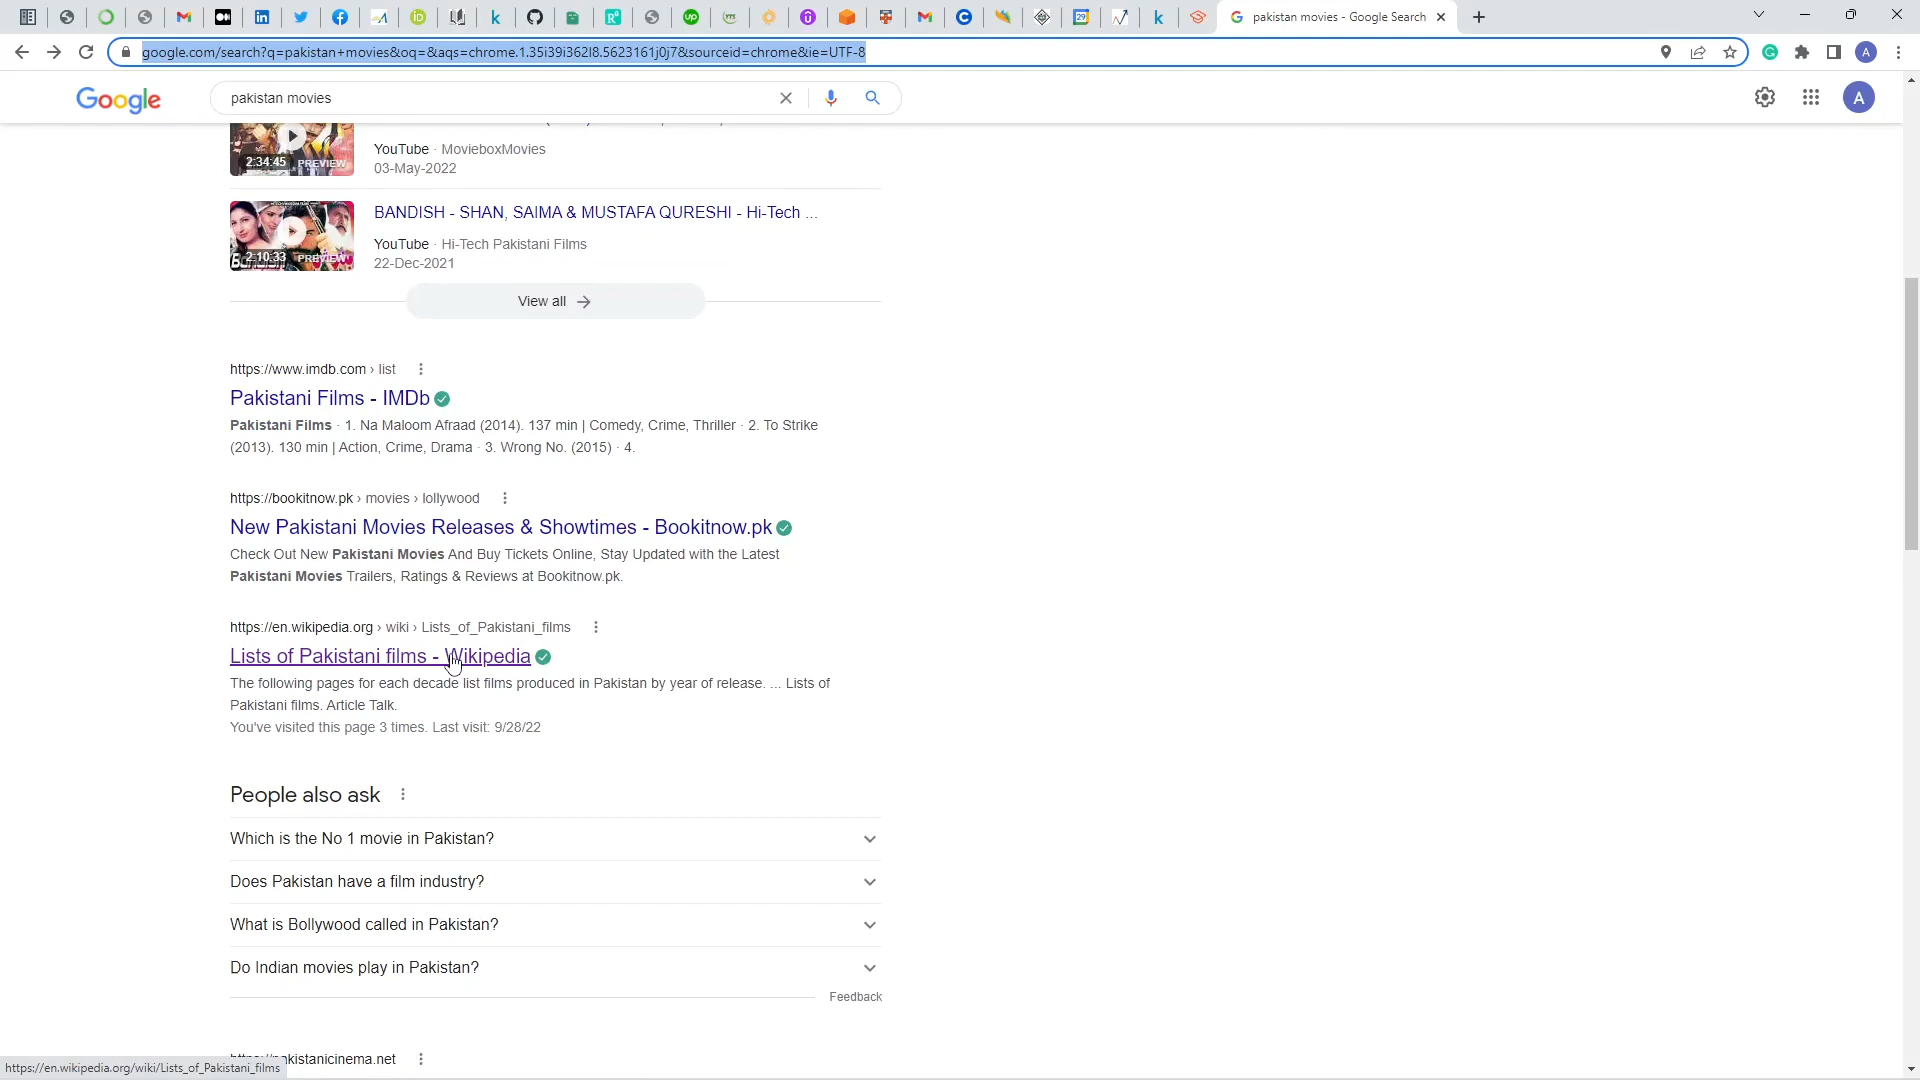 pakistan movies - Google Search
google.com/search?q=pakistan+movies&oq=&aqs=chrome.1.35i39i362l8.5623161j0j7&sourceid=chrome&ie=UTF-8
A
Google
pakistan movies
A
2:34:45
PREVIEW
YouTube · MovieboxMovies
03-May-2022
BANDISH - SHAN, SAIMA & MUSTAFA QURESHI - Hi-Tech ...
YouTube · Hi-Tech Pakistani Films
2:10:33
PREVIEW
22-Dec-2021
View all
https://www.imdb.com › list
Pakistani Films - IMDb
Pakistani Films · 1. Na Maloom Afraad (2014). 137 min | Comedy, Crime, Thriller · 2. To Strike
(2013). 130 min | Action, Crime, Drama · 3. Wrong No. (2015) · 4.
https://bookitnow.pk › movies › lollywood
New Pakistani Movies Releases & Showtimes - Bookitnow.pk
Check Out New Pakistani Movies And Buy Tickets Online, Stay Updated with the Latest
Pakistani Movies Trailers, Ratings & Reviews at Bookitnow.pk.
https://en.wikipedia.org › wiki › Lists_of_Pakistani_films
Lists of Pakistani films - Wikipedia
The following pages for each decade list films produced in Pakistan by year of release. ... Lists of
Pakistani films. Article Talk.
You've visited this page 3 times. Last visit: 9/28/22
People also ask
Which is the No 1 movie in Pakistan?
Does Pakistan have a film industry?
What is Bollywood called in Pakistan?
Do Indian movies play in Pakistan?
Feedback
kistanicinema.net
https://en.wikipedia.org/wiki/Lists_of_Pakistani_films